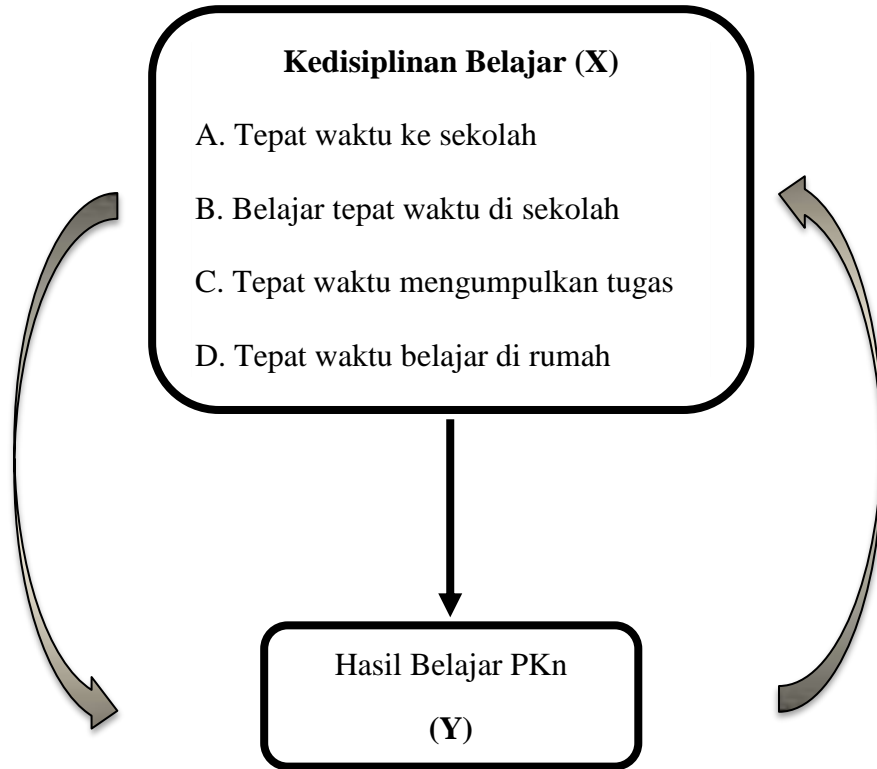 Kedisiplinan Belajar (X)
A. Tepat waktu ke sekolah
B. Belajar tepat waktu di sekolah
C. Tepat waktu mengumpulkan tugas
D. Tepat waktu belajar di rumah
Hasil Belajar PKn
(Y)